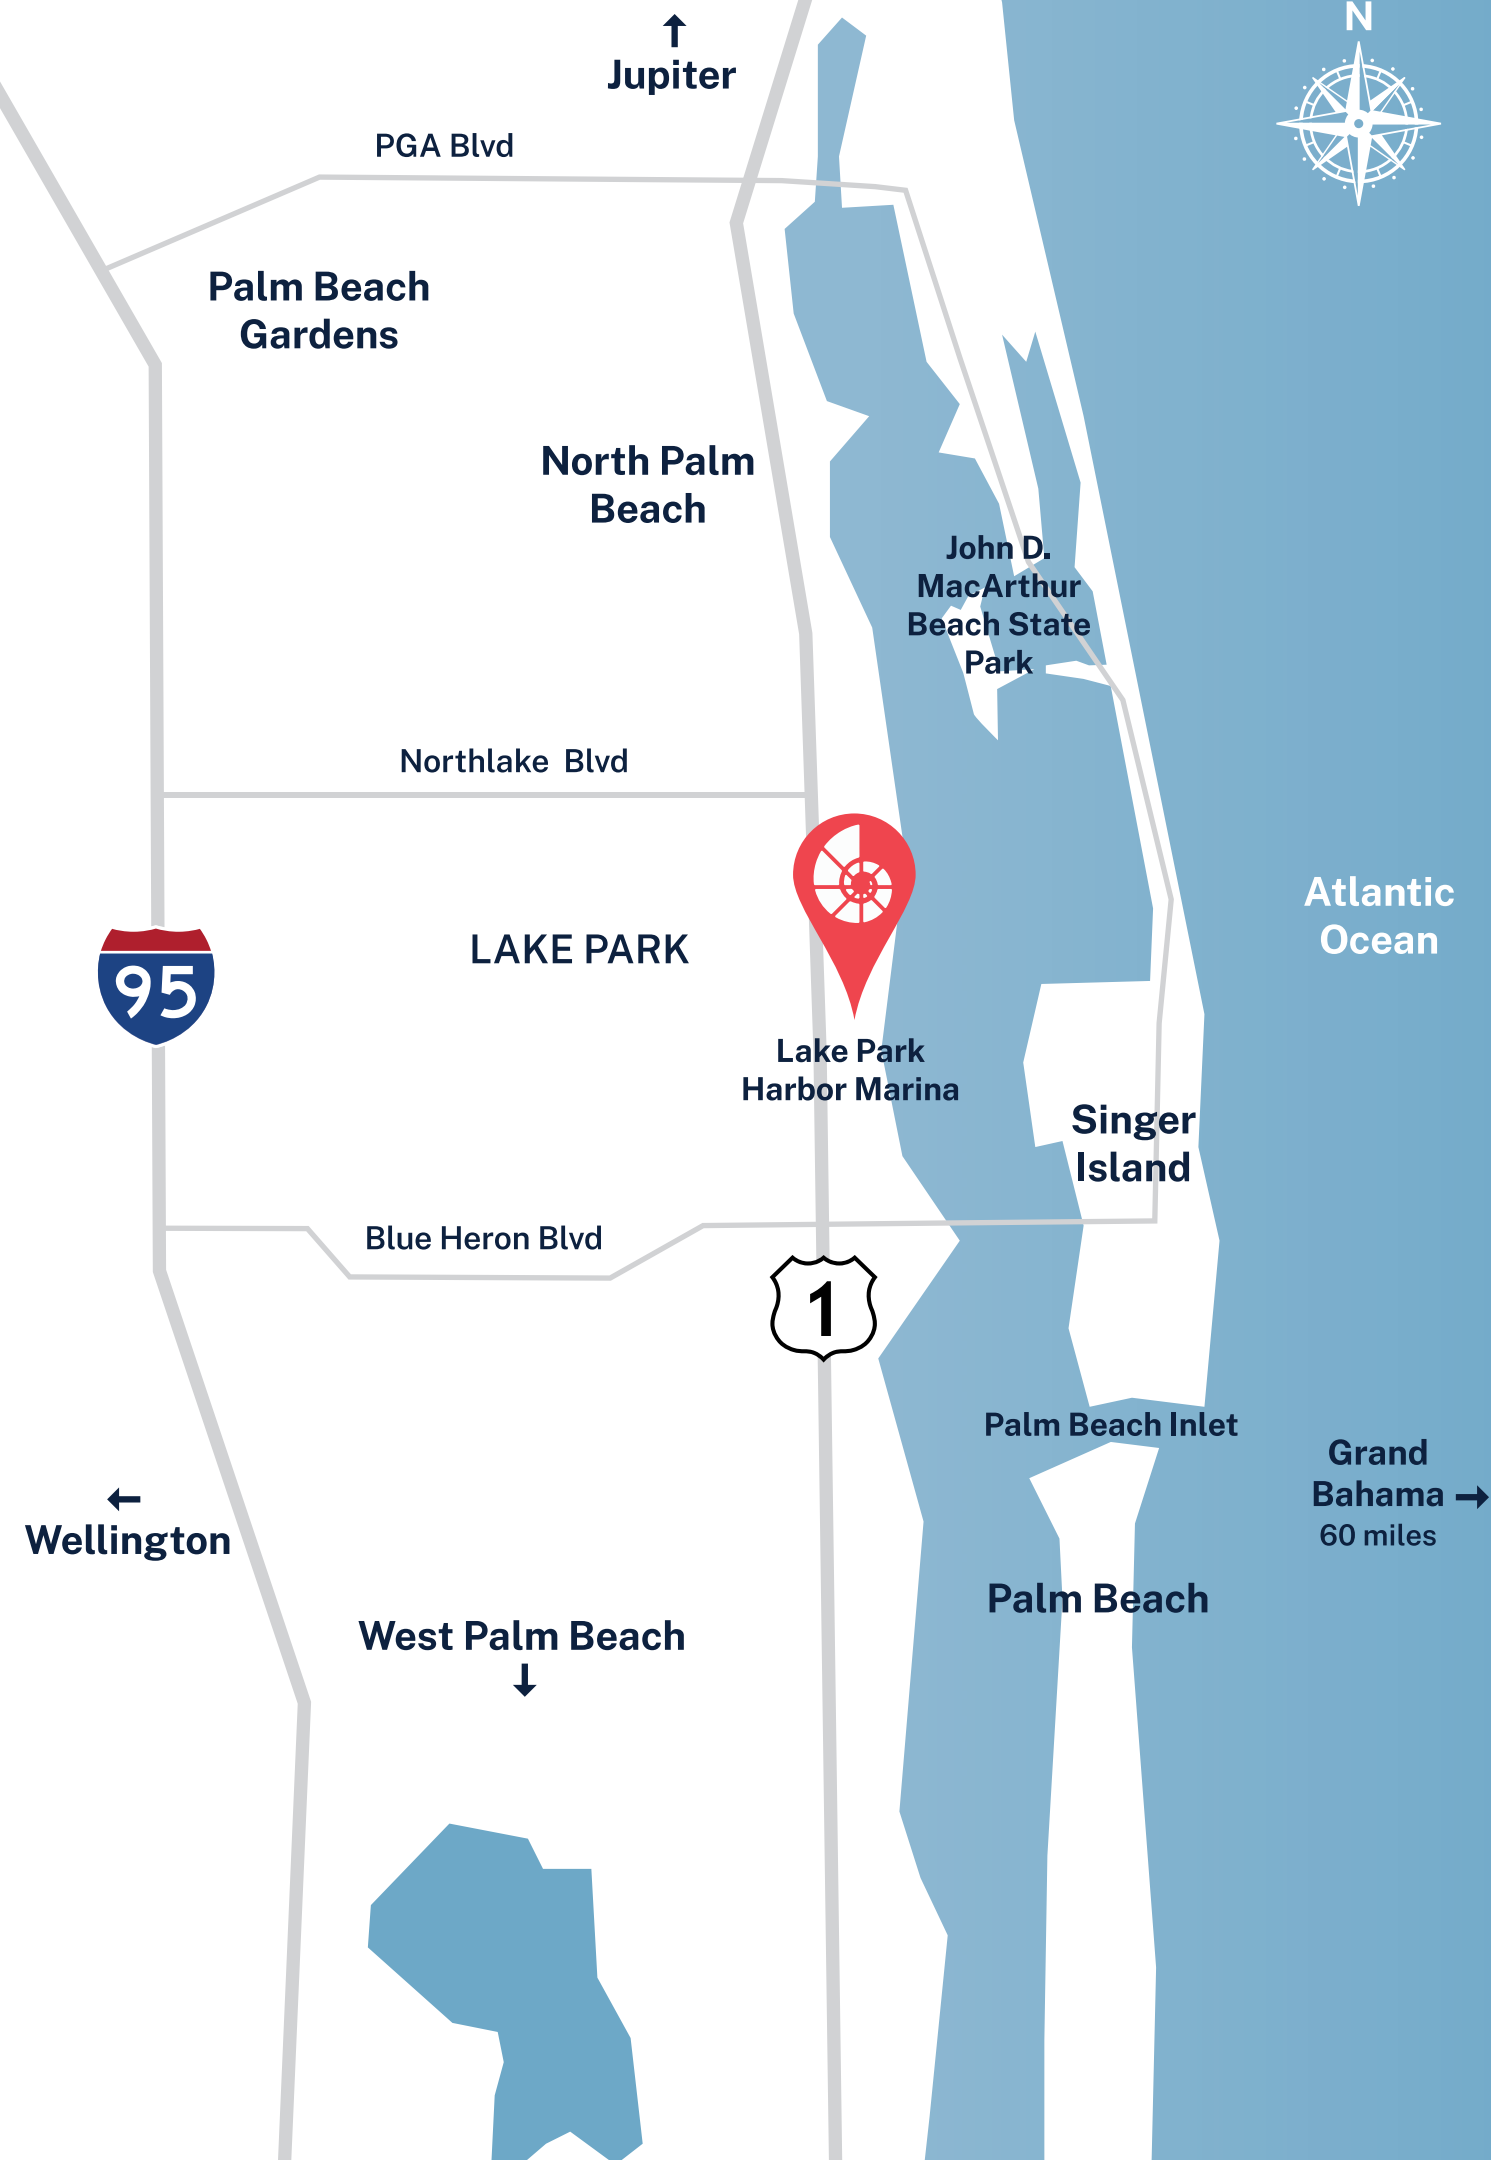 N
Jupiter
PGA Blvd
Palm Beach
Gardens
North Palm
Beach
John D.
MacArthur
Beach State
Park
Northlake Blvd
Atlantic
Ocean
LAKE PARK
95
Lake Park
Harbor Marina
Singer
Island
Blue Heron Blvd
1
Palm Beach Inlet
Grand
Bahama
60 miles
Wellington
Palm Beach
West Palm Beach